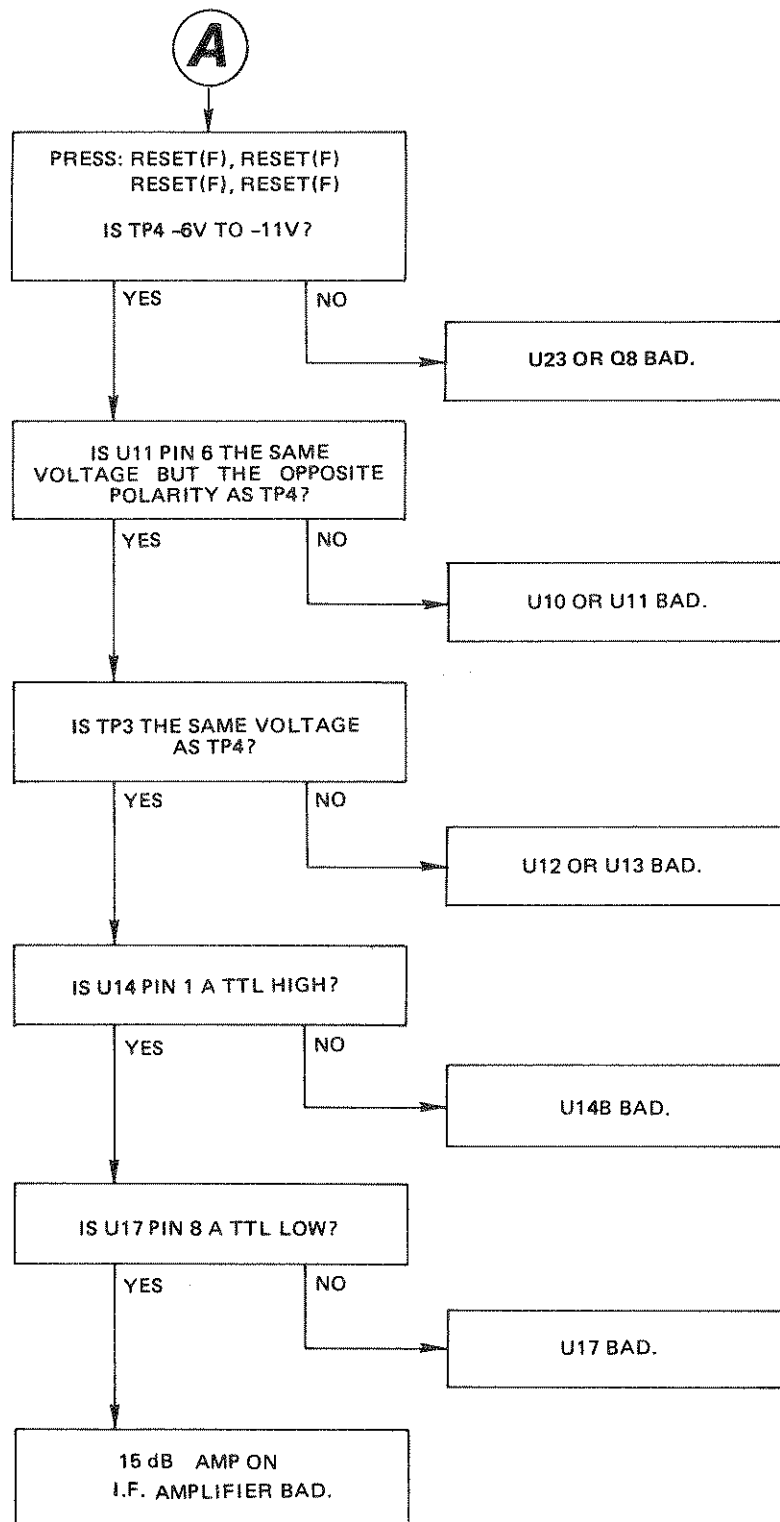 A
PRESS: RESET(F), RESET(F)
RESET(F), RESET(F)
IS TP4 -6V TO -11V?
YES
NO
U23 OR Q8 BAD.
IS U11 PIN 6 THE SAME
VOLTAGE BUT THE OPPOSITE
POLARITY AS TP4?
YES
NO
U10 OR U11 BAD.
IS TP3 THE SAME VOLTAGE
AS TP4?
YES
NO
U12 OR U13 BAD.
IS U14 PIN 1 A TTL HIGH?
YES
NO
U14B BAD.
IS U17 PIN 8 A TTL LOW?
YES
NO
U17 BAD.
15 dB AMP ON
I.F. AMPLIFIER BAD.